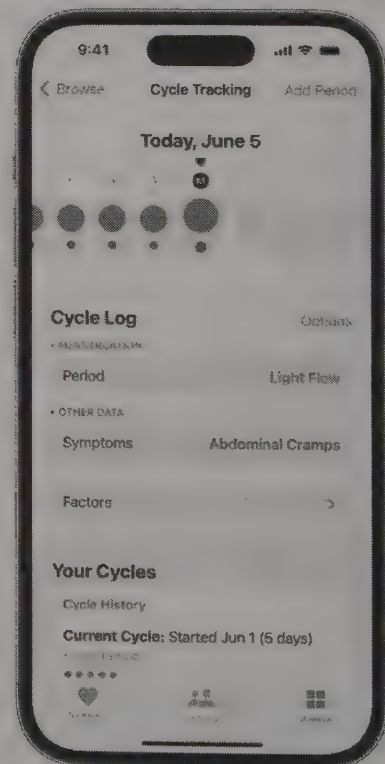 9:41
Browse Cycle Tracking Add Period
Today, June 5
M
Cycle Log Options
MENSTRUATION
Period Light Flow
OTHER DATA
Symptoms Abdominal Cramps
Factors
Your Cycles
Cycle History
Current Cycle: Started Jun 1 (5 days)